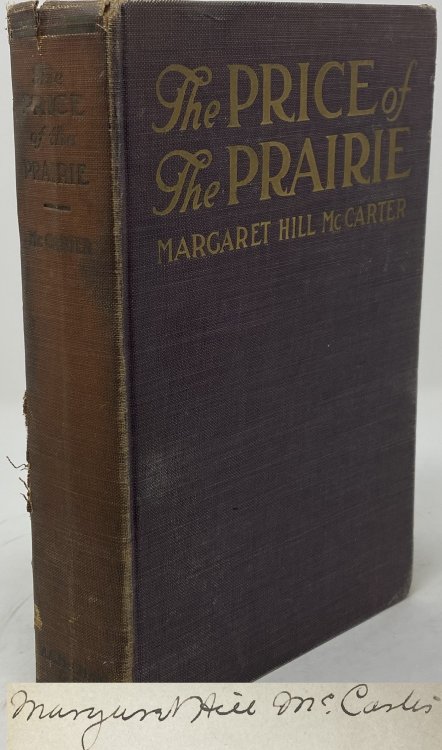 The
PRICE
of the
PRAIRIE
McCARTER
The PRICE of
The PRAIRIE
MARGARET HILL McCARTER
Margaret Hill McCarter